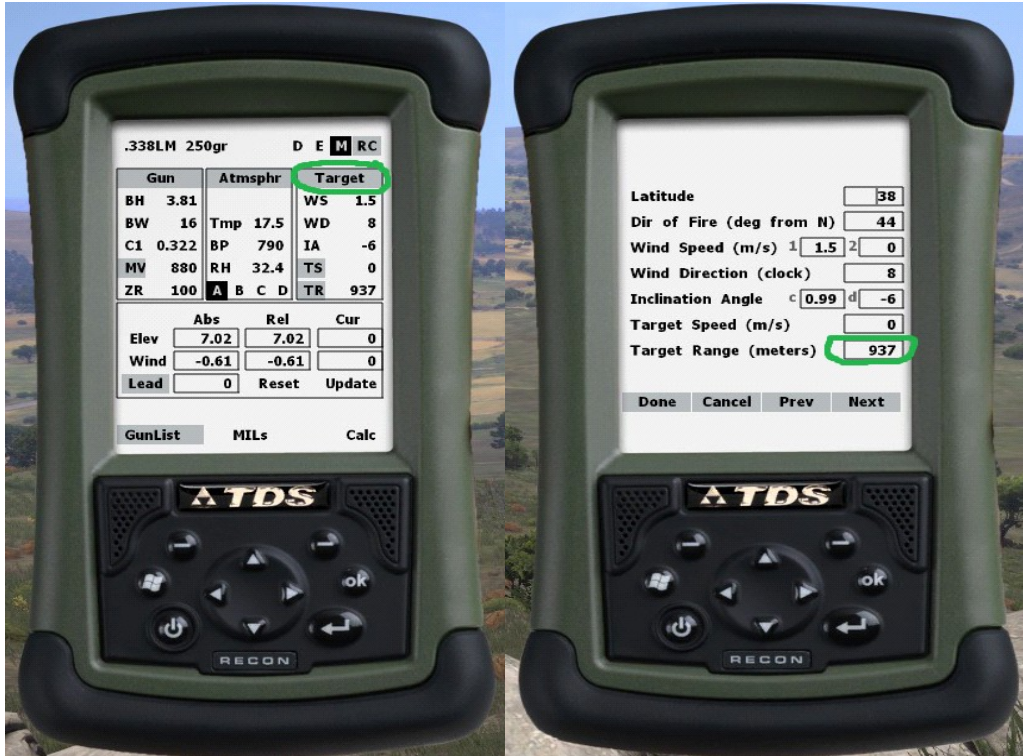 .338LM 250gr D E M RC
Gun Atmsphr Target
BH 3.81 WS 1.5
BW 16 Tmp 17.5 WD 8
C1 0.322 BP 790 IA -6
MV 880 RH 32.4 TS 0
ZR 100 A B C D TR 937
Abs Rel Cur
Elev 7.02 7.02 0
Wind -0.61 -0.61 0
Lead 0 Reset Update
GunList MILs Calc
TDS
ok
RECON
Latitude 38
Dir of Fire (deg from N) 44
Wind Speed (m/s) 1 1.5 2 0
Wind Direction (clock) 8
Inclination Angle c 0.99 d -6
Target Speed (m/s) 0
Target Range (meters) 937
Done Cancel Prev Next
TDS
ok
RECON